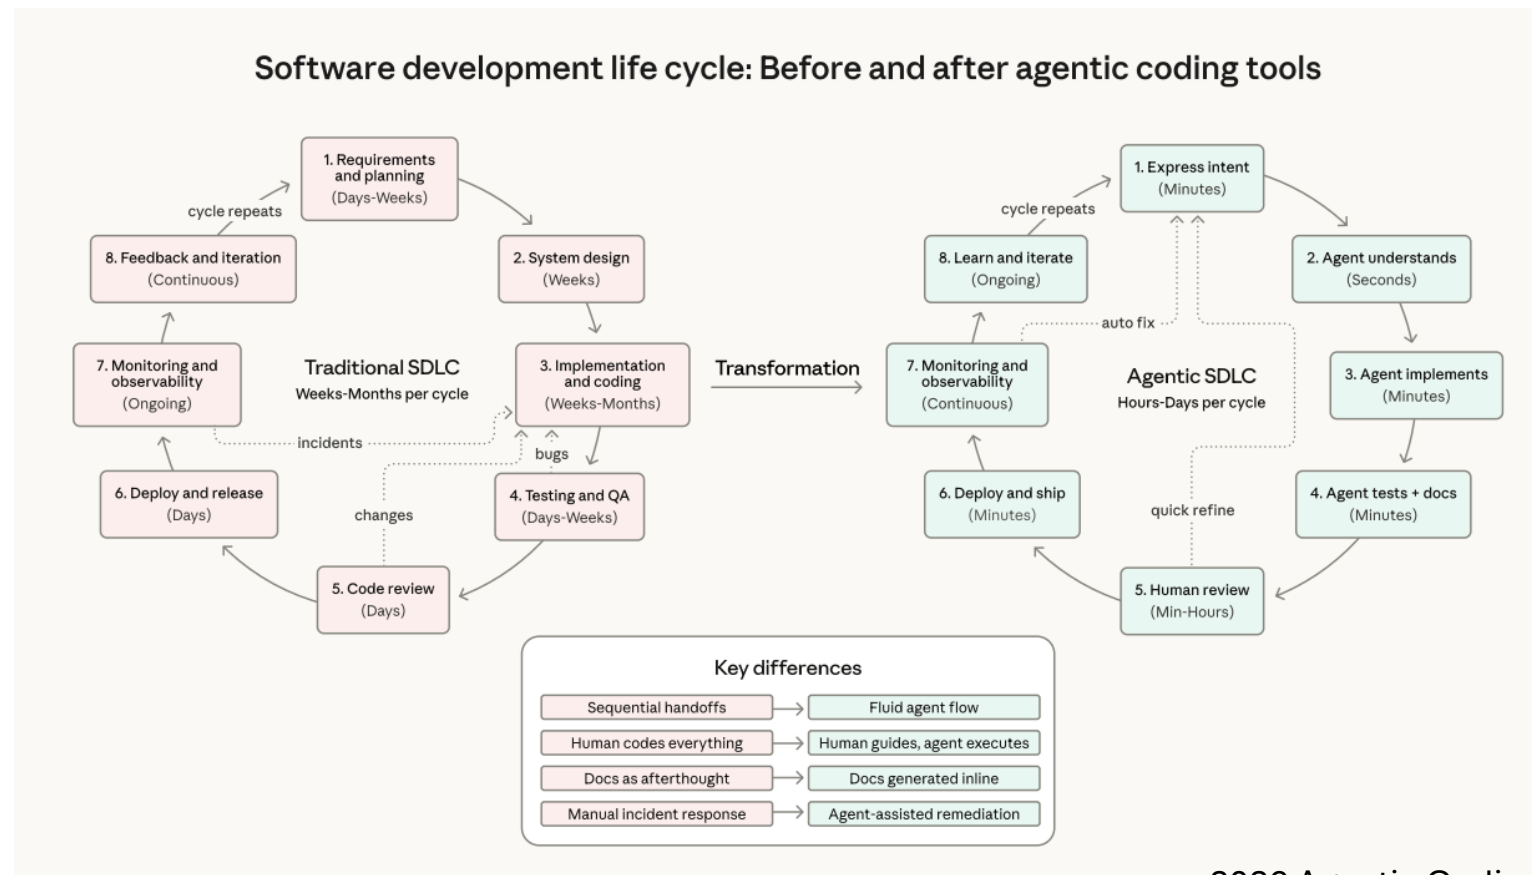 Software development life cycle: Before and after agentic coding tools
1. Requirements
and planning
(Days-Weeks)
cycle repeats
8. Feedback and iteration
(Continuous)
2. System design
(Weeks)
7. Monitoring and
observability
(Ongoing)
Traditional SDLC
Weeks-Months per cycle
3. Implementation
and coding
(Weeks-Months)
incidents
bugs
6. Deploy and release
(Days)
changes
4. Testing and QA
(Days-Weeks)
5. Code review
(Days)
Transformation
1. Express intent
(Minutes)
cycle repeats
8. Learn and iterate
(Ongoing)
2. Agent understands
(Seconds)
auto fix
7. Monitoring and
observability
(Continuous)
Agentic SDLC
Hours-Days per cycle
3. Agent implements
(Minutes)
6. Deploy and ship
(Minutes)
quick refine
4. Agent tests + docs
(Minutes)
5. Human review
(Min-Hours)
Key differences
Sequential handoffs
Fluid agent flow
Human codes everything
Human guides, agent executes
Docs as afterthought
Docs generated inline
Manual incident response
Agent-assisted remediation